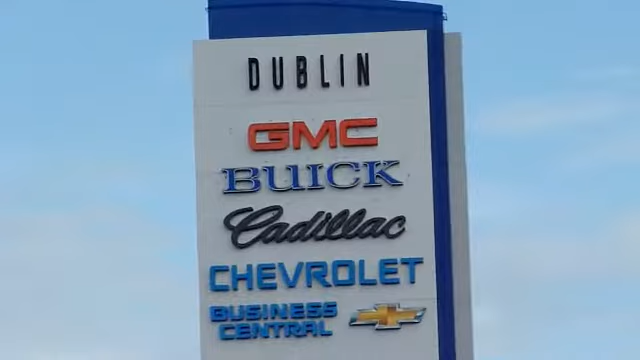 DUBLIN
GMC
BUICK
Cadillac
CHEVROLET
BUSINESS
CENTRAL